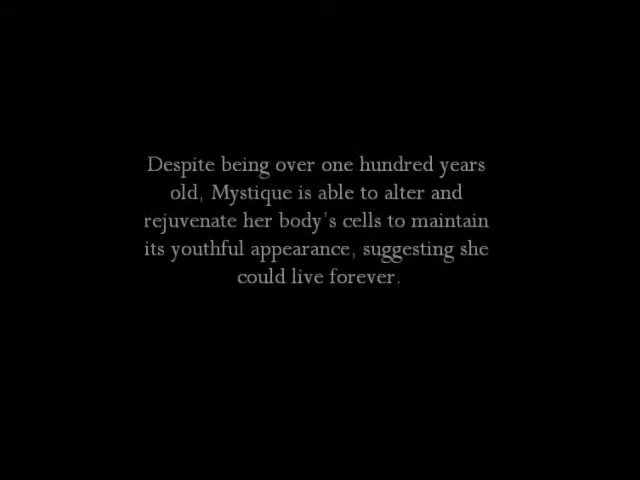 Despite being over one hundred years
old, Mystique is able to alter and
rejuvenate her body's cells to maintain
its youthful appearance, suggesting she
could live forever.